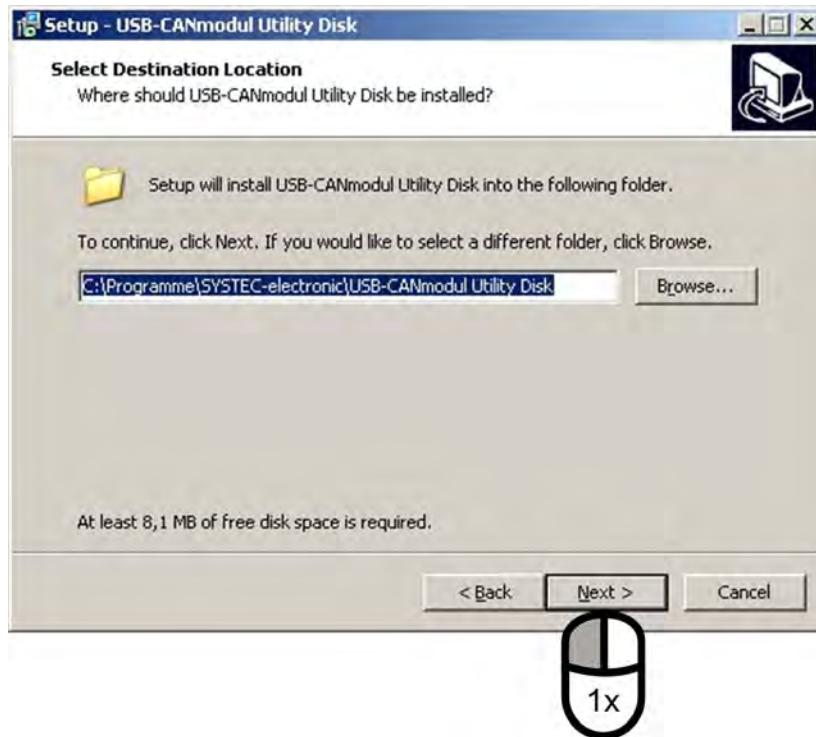 Setup - USB-CANmodul Utility Disk
Select Destination Location
Where should USB-CANmodul Utility Disk be installed?
Setup will install USB-CANmodul Utility Disk into the following folder.
To continue, click Next. If you would like to select a different folder, click Browse.
C:\Programme\SYSTEC-electronic\USB-CANmodul Utility Disk
Browse...
At least 8,1 MB of free disk space is required.
< Back
Next >
Cancel
1x